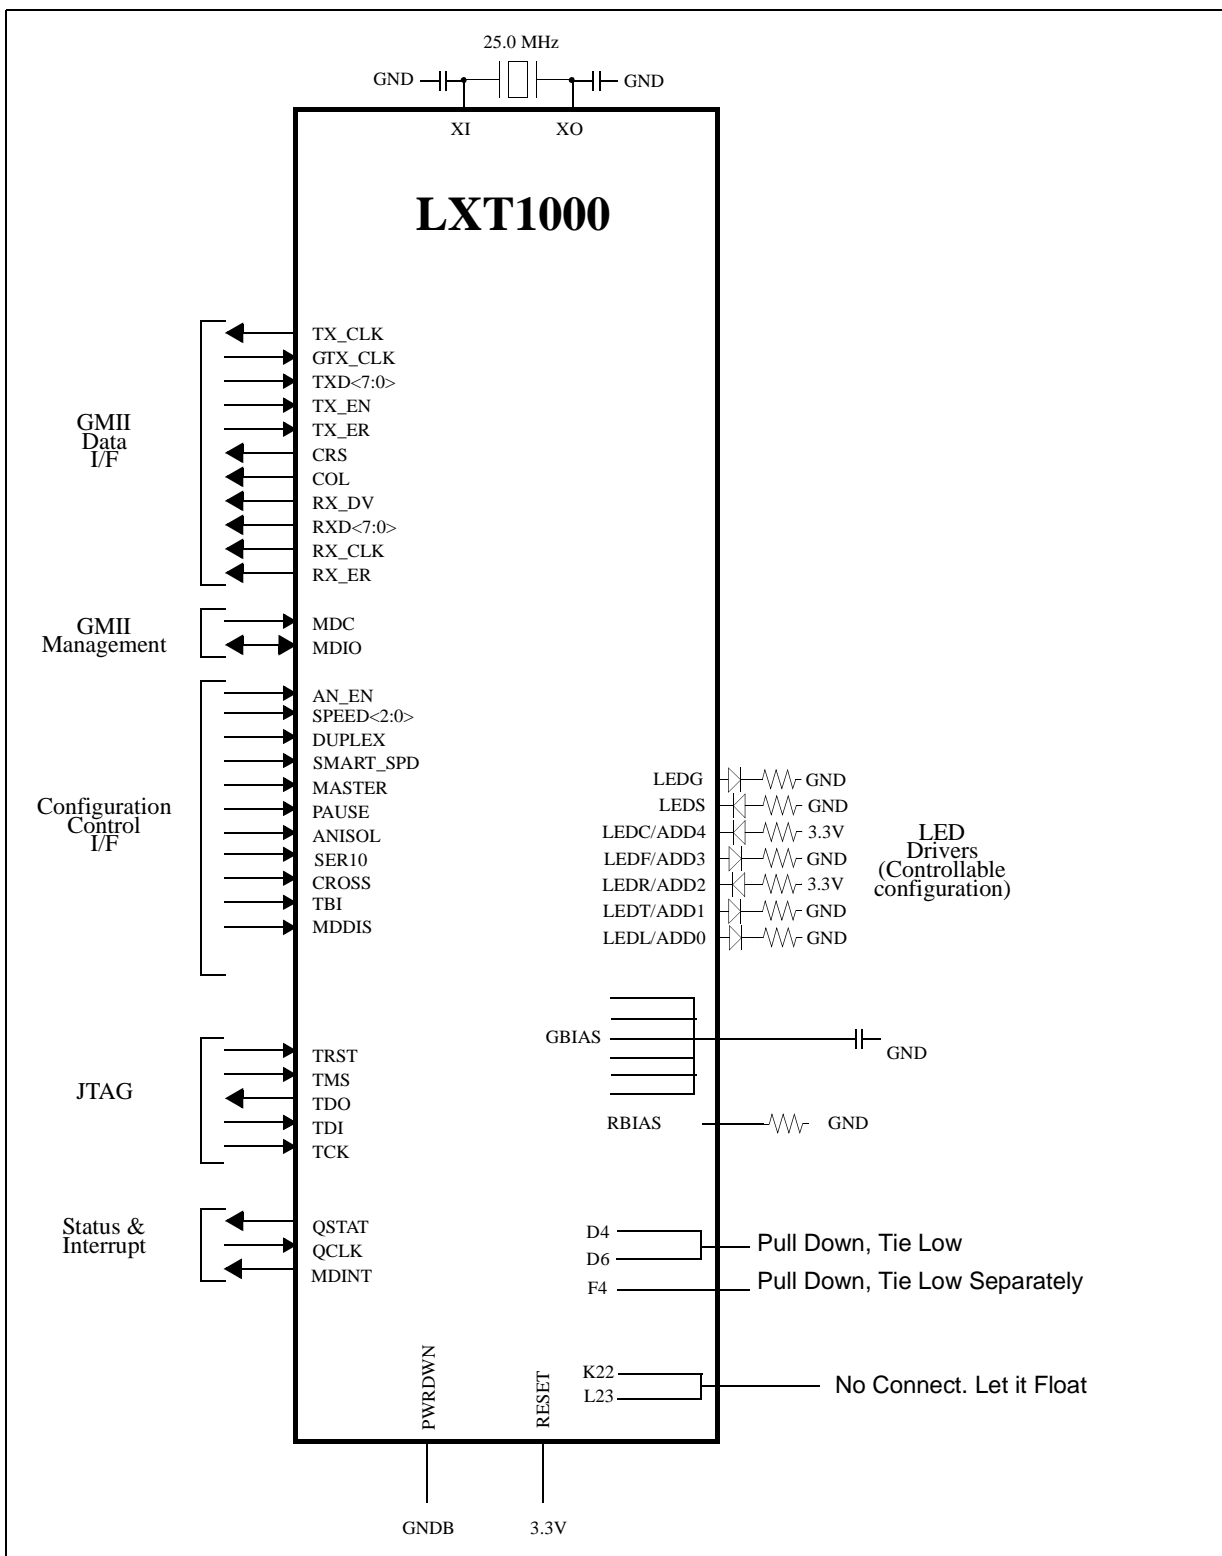 25.0 MHz
GND
GND
XI
XO
LXT1000
GMII
Data
I/F
TX_CLK
GTX_CLK
TXD<7:0>
TX_EN
TX_ER
CRS
COL
RX_DV
RXD<7:0>
RX_CLK
RX_ER
GMII
Management
MDC
MDIO
Configuration
Control
I/F
AN_EN
SPEED<2:0>
DUPLEX
SMART_SPD
MASTER
PAUSE
ANISOL
SER10
CROSS
TBI
MDDIS
LEDG GND
LEDS GND
LEDC/ADD4 3.3V
LEDF/ADD3 GND
LEDR/ADD2 3.3V
LEDT/ADD1 GND
LEDL/ADD0 GND
LED
Drivers
(Controllable
configuration)
GBIAS
GND
RBIAS GND
JTAG
TRST
TMS
TDO
TDI
TCK
Status &
Interrupt
QSTAT
QCLK
MDINT
D4
D6
Pull Down, Tie Low
F4
Pull Down, Tie Low Separately
K22
L23
No Connect. Let it Float
PWRDWN
RESET
GNDB
3.3V